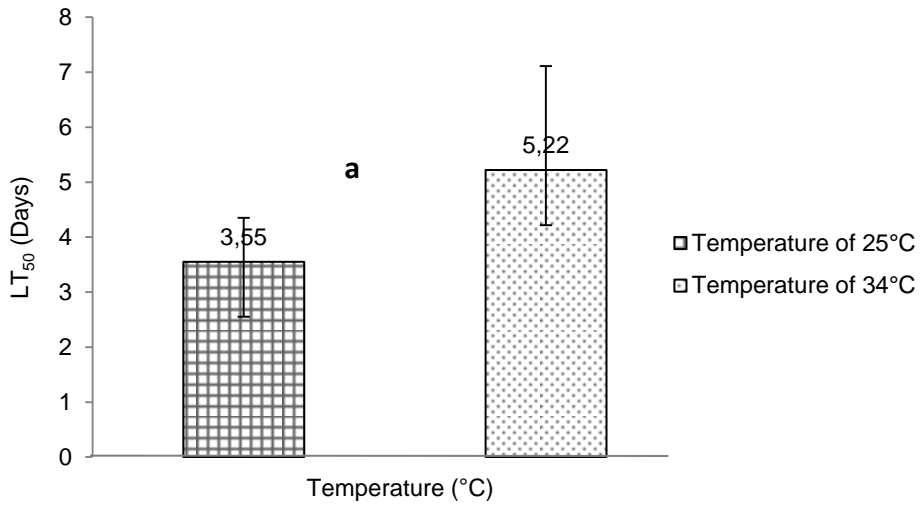 8
7
6
5
4
3
2
1
0
LT₅₀ (Days)
3,55
a
5,22
Temperature of 25°C
Temperature of 34°C
Temperature (°C)